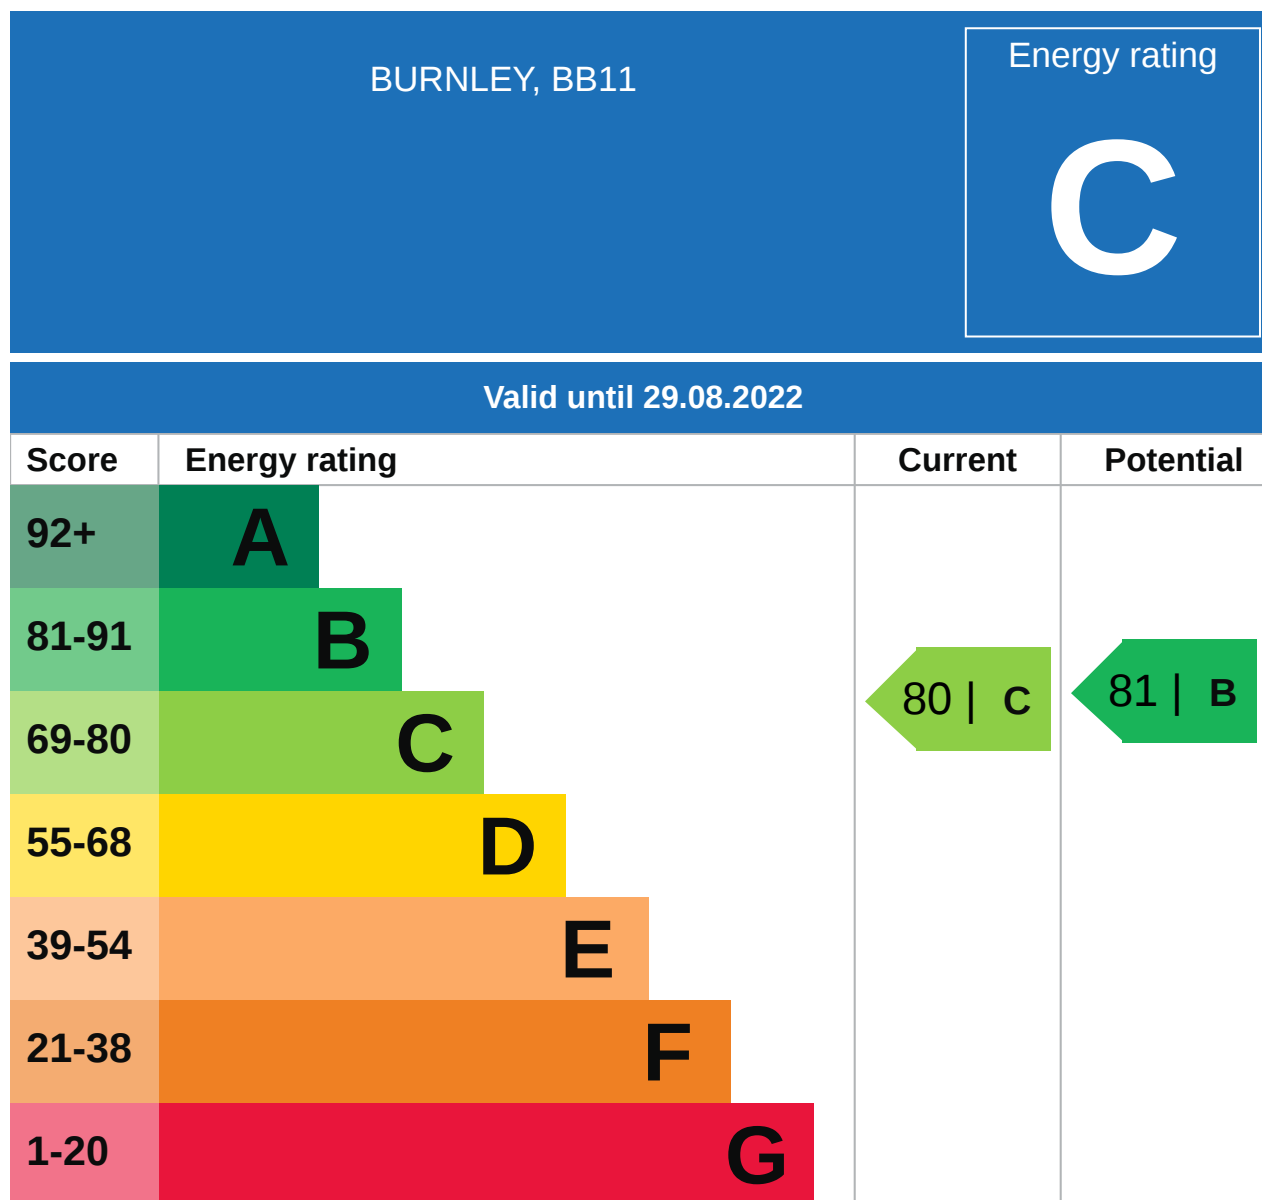 BURNLEY, BB11
Energy rating
C
Valid until 29.08.2022
Score Energy rating Current Potential
92+ A
81-91 B
69-80 C
80 | C
81 | B
55-68 D
39-54 E
21-38 F
1-20 G